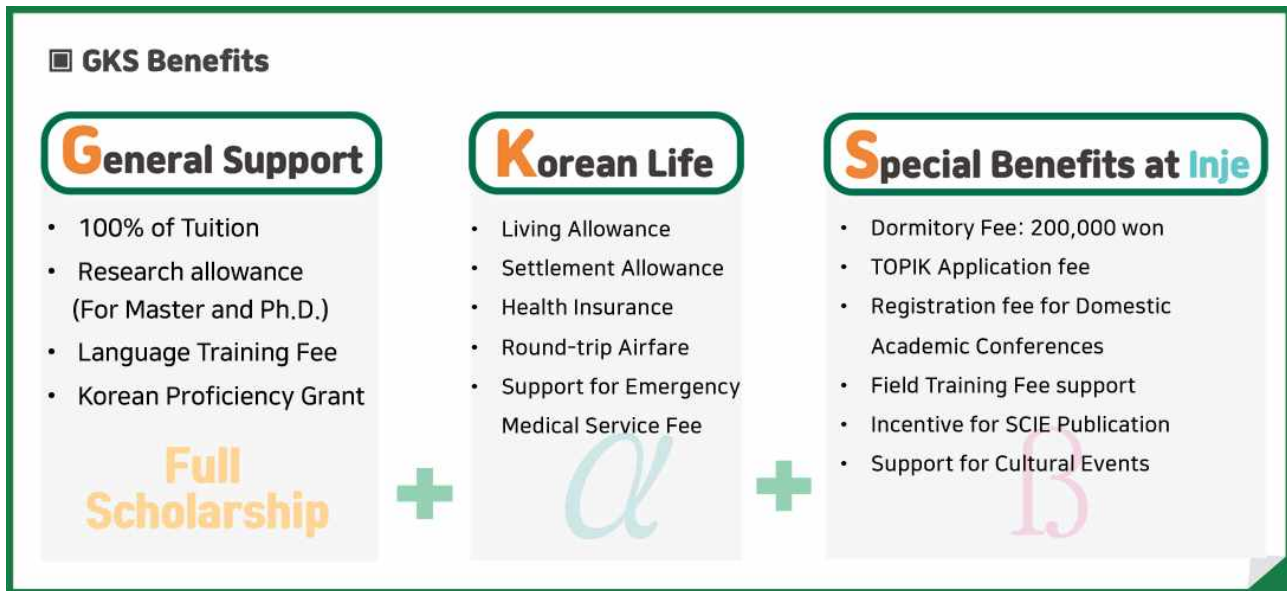 ▣ GKS Benefits
General Support
• 100% of Tuition
• Research allowance
(For Master and Ph.D.)
• Language Training Fee
• Korean Proficiency Grant
Full
Scholarship
+
Korean Life
• Living Allowance
• Settlement Allowance
• Health Insurance
• Round-trip Airfare
• Support for Emergency
Medical Service Fee
α
+
Special Benefits at Inje
• Dormitory Fee: 200,000 won
• TOPIK Application fee
• Registration fee for Domestic
Academic Conferences
• Field Training Fee support
• Incentive for SCIE Publication
• Support for Cultural Events
ß